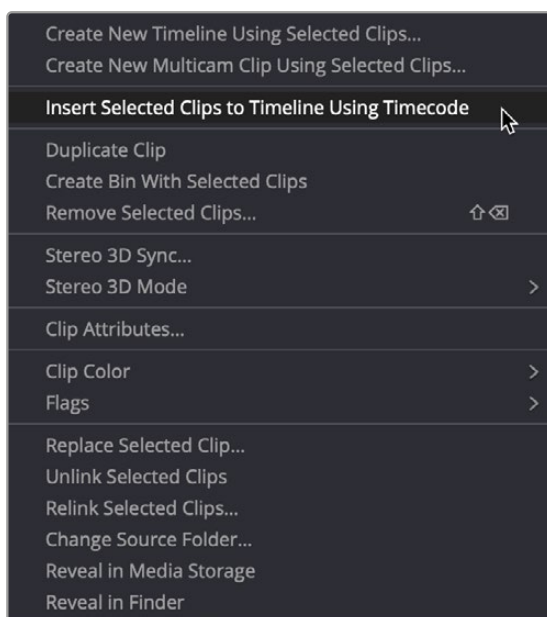 Create New Timeline Using Selected Clips...
Create New Multicam Clip Using Selected Clips...
Insert Selected Clips to Timeline Using Timecode
Duplicate Clip
Create Bin With Selected Clips
Remove Selected Clips... ⇧⌫
Stereo 3D Sync...
Stereo 3D Mode >
Clip Attributes...
Clip Color >
Flags >
Replace Selected Clip...
Unlink Selected Clips
Relink Selected Clips...
Change Source Folder...
Reveal in Media Storage
Reveal in Finder